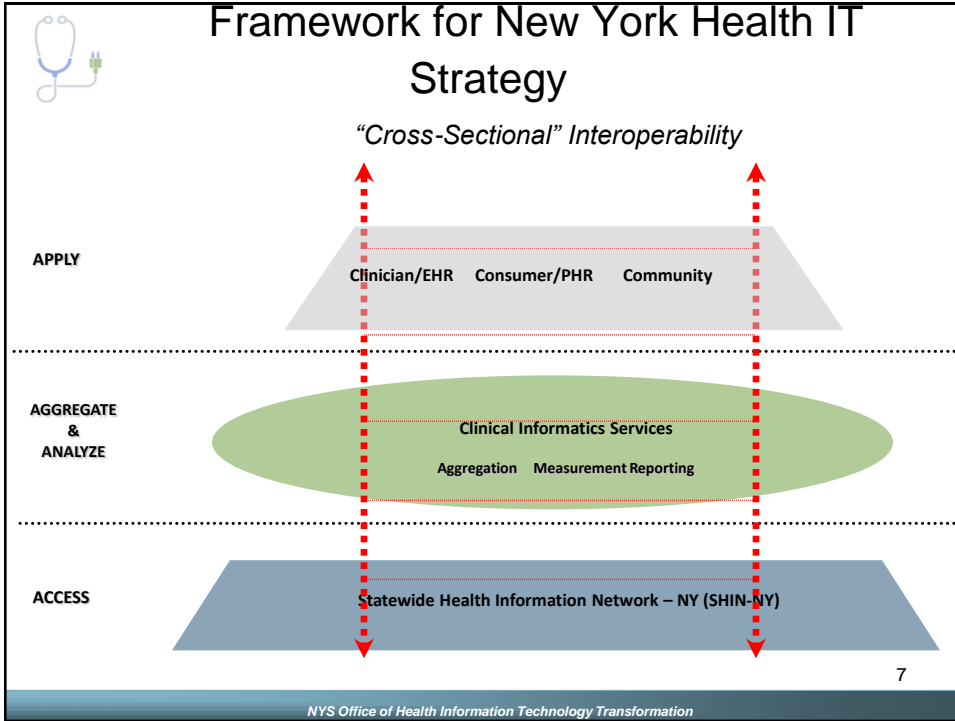 Framework for New York Health IT
Strategy
“Cross-Sectional” Interoperability
APPLY
Clinician/EHR Consumer/PHR Community
AGGREGATE
&
ANALYZE
Clinical Informatics Services
Aggregation Measurement Reporting
ACCESS
Statewide Health Information Network – NY (SHIN-NY)
7
NYS Office of Health Information Technology Transformation